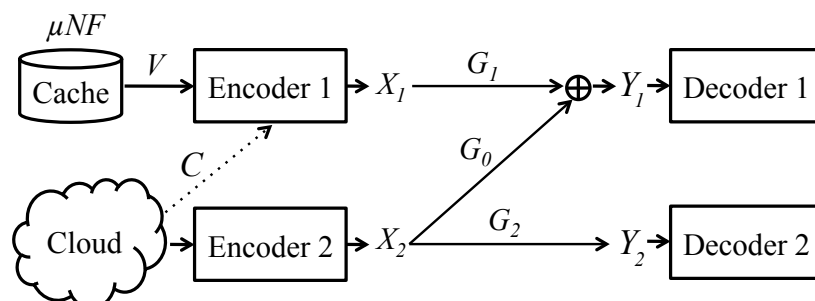 μNF
Cache
V
Encoder 1
X1
G1
⊕
Y1
Decoder 1
C
G0
Cloud
Encoder 2
X2
G2
Y2
Decoder 2